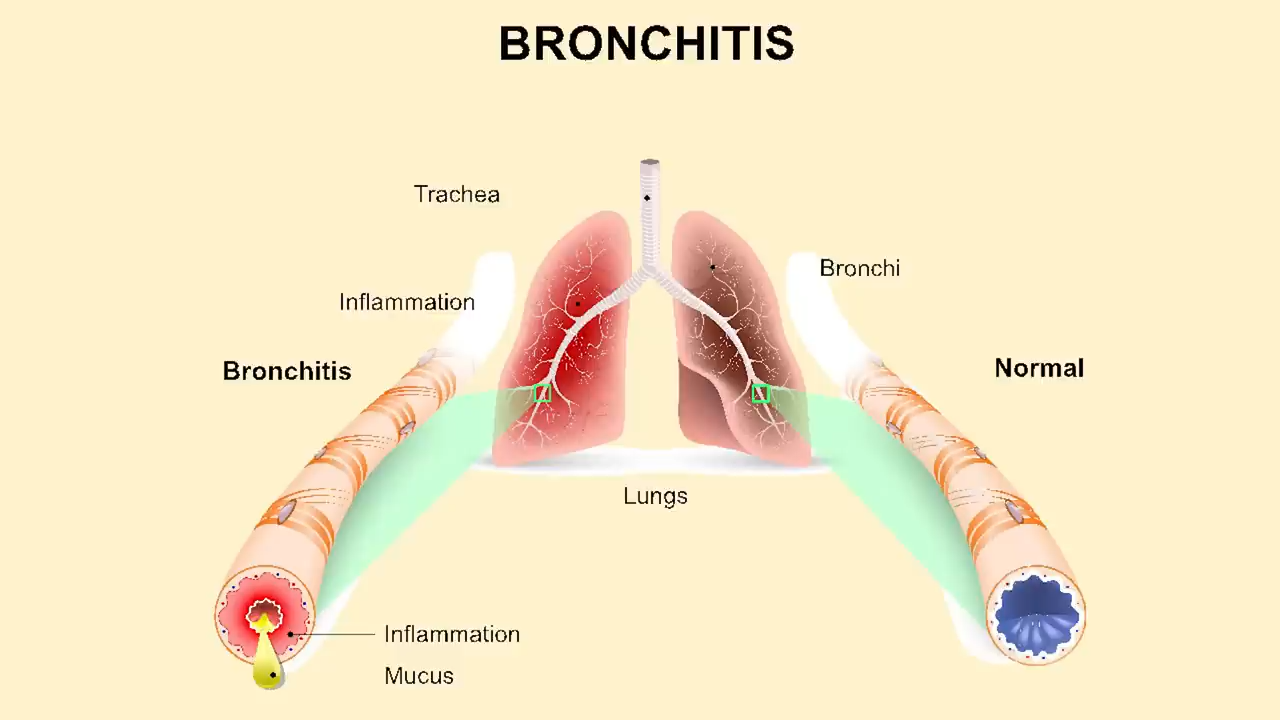 BRONCHITIS
Trachea
Bronchi
Inflammation
Bronchitis
Normal
Lungs
Inflammation
Mucus